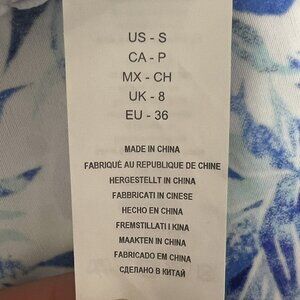 US - S
CA - P
MX - CH
UK - 8
EU - 36
MADE IN CHINA
FABRIQUÉ AU REPUBLIQUE DE CHINE
HERGESTELLT IN CHINA
FABBRICATI IN CINESE
HECHO EN CHINA
FREMSTILLATI I KINA
MAAKTEN IN CHINA
FABRICADO EM CHINA
СДЕЛАНО В КИТАЙ